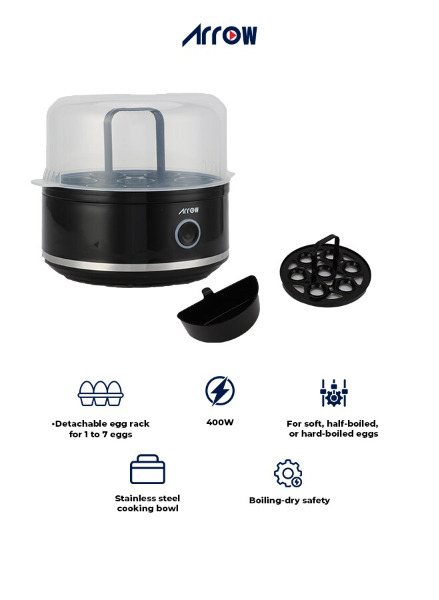 ARROW
ARROW
•Detachable egg rack
for 1 to 7 eggs
400W
For soft, half-boiled,
or hard-boiled eggs
Stainless steel
cooking bowl
Boiling-dry safety